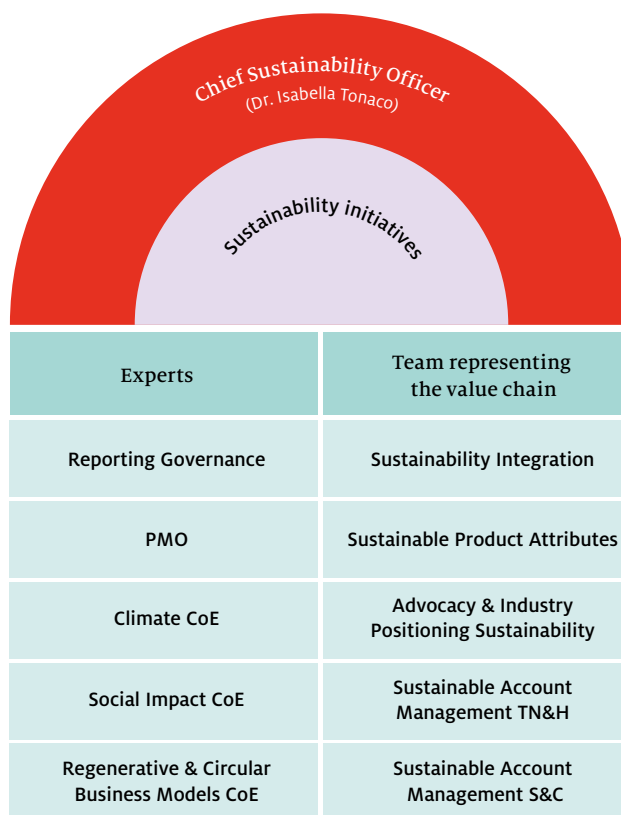 Chief Sustainability Officer
(Dr. Isabella Tonaco)
Sustainability initiatives
Experts
Team representing
the value chain
Reporting Governance
Sustainability Integration
PMO
Sustainable Product Attributes
Climate CoE
Advocacy & Industry
Positioning Sustainability
Social Impact CoE
Sustainable Account
Management TN&H
Regenerative & Circular
Business Models CoE
Sustainable Account
Management S&C